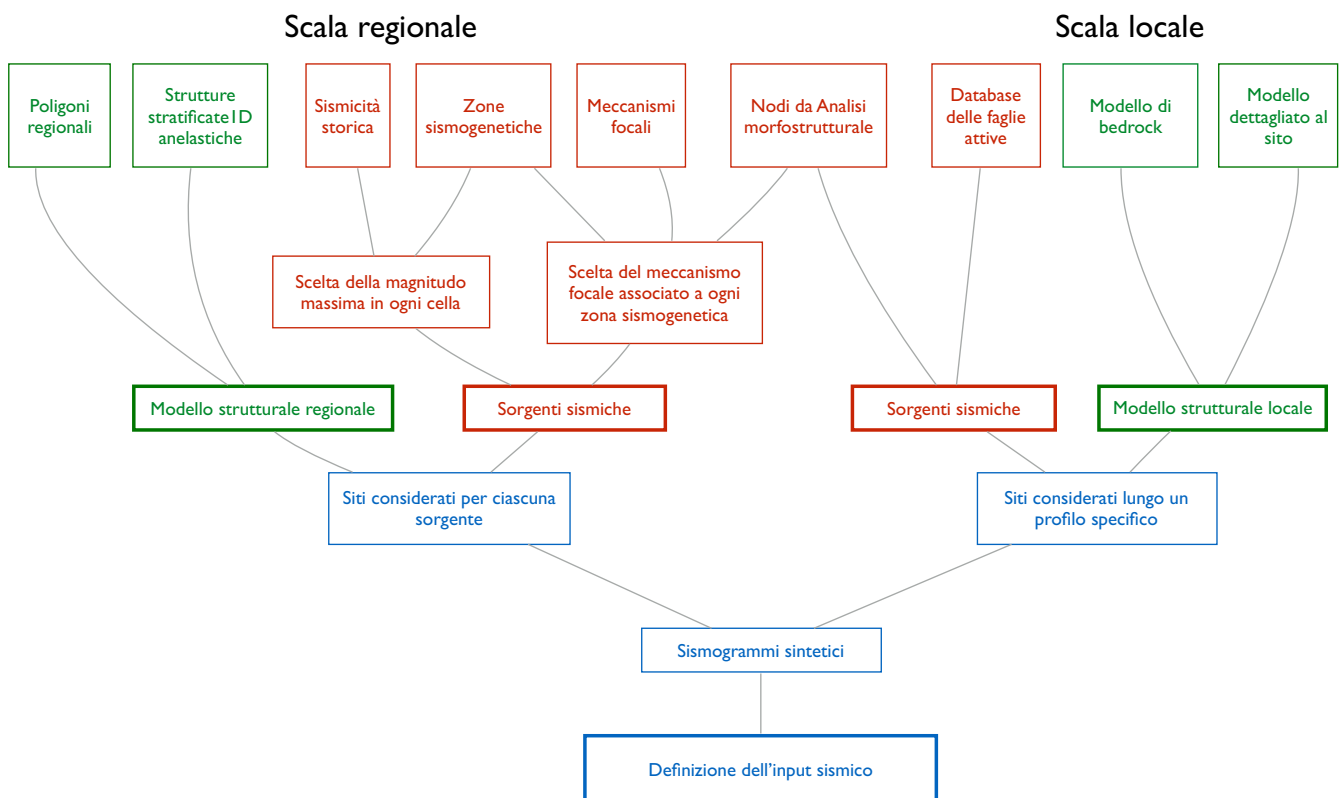 Scala regionale
Scala locale
Poligoni
regionali
Strutture
stratificate1D
anelastiche
Sismicità
storica
Zone
sismogenetiche
Meccanismi
focali
Nodi da Analisi
morfostrutturale
Database
delle faglie
attive
Modello di
bedrock
Modello
dettagliato al
sito
Scelta della magnitudo
massima in ogni cella
Scelta del meccanismo
focale associato a ogni
zona sismogenetica
Modello strutturale regionale
Sorgenti sismiche
Sorgenti sismiche
Modello strutturale locale
Siti considerati per ciascuna
sorgente
Siti considerati lungo un
profilo specifico
Sismogrammi sintetici
Definizione dell'input sismico